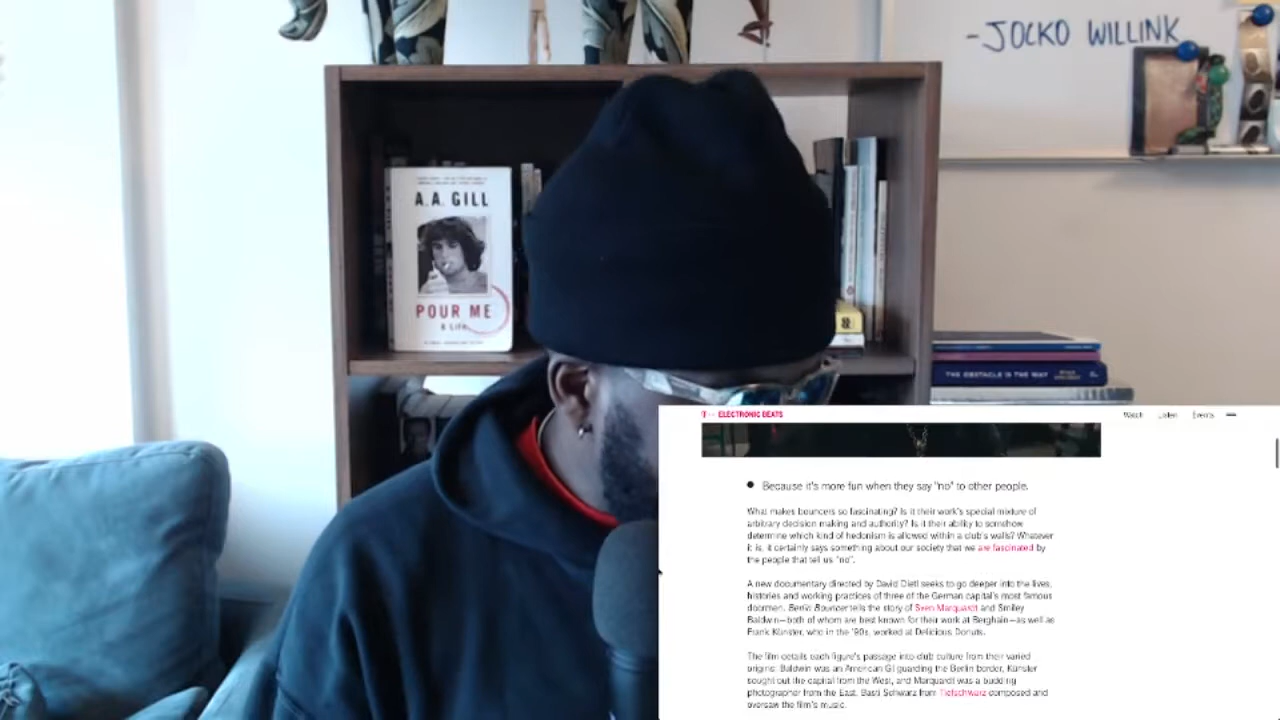 -JOCKO WILLINK
A.A. GILL
POUR ME
A LIFE
&
THE OBSTACLE IS THE WAY
T ELECTRONIC BEATS
Watch Listen Events
Because it's more fun when they say "no" to other people.
What makes bouncers so fascinating? Is it their work's special mixture of
arbitrary decision making and authority? Is it their ability to somehow
determine which kind of hedonism is allowed within a club's walls? Whatever
it is, it certainly says something about our society that we are fascinated by
the people that tell us "no".
A new documentary directed by David Dietl seeks to go deeper into the lives,
histories and working practices of three of the German capital's most famous
doormen. Berlin Bouncer tells the story of Sven Marquardt and Smiley
Baldwin—both of whom are best known for their work at Berghain—as well as
Frank Künster, who in the '90s, worked at Delicious Donuts.
The film details each figure's passage into club culture from their varied
origins: Baldwin was an American GI guarding the Berlin border, Künster
sought out the capital from the West, and Marquardt was a budding
photographer from the East. Basti Schwarz from Tiefschwarz composed and
oversaw the film's music.